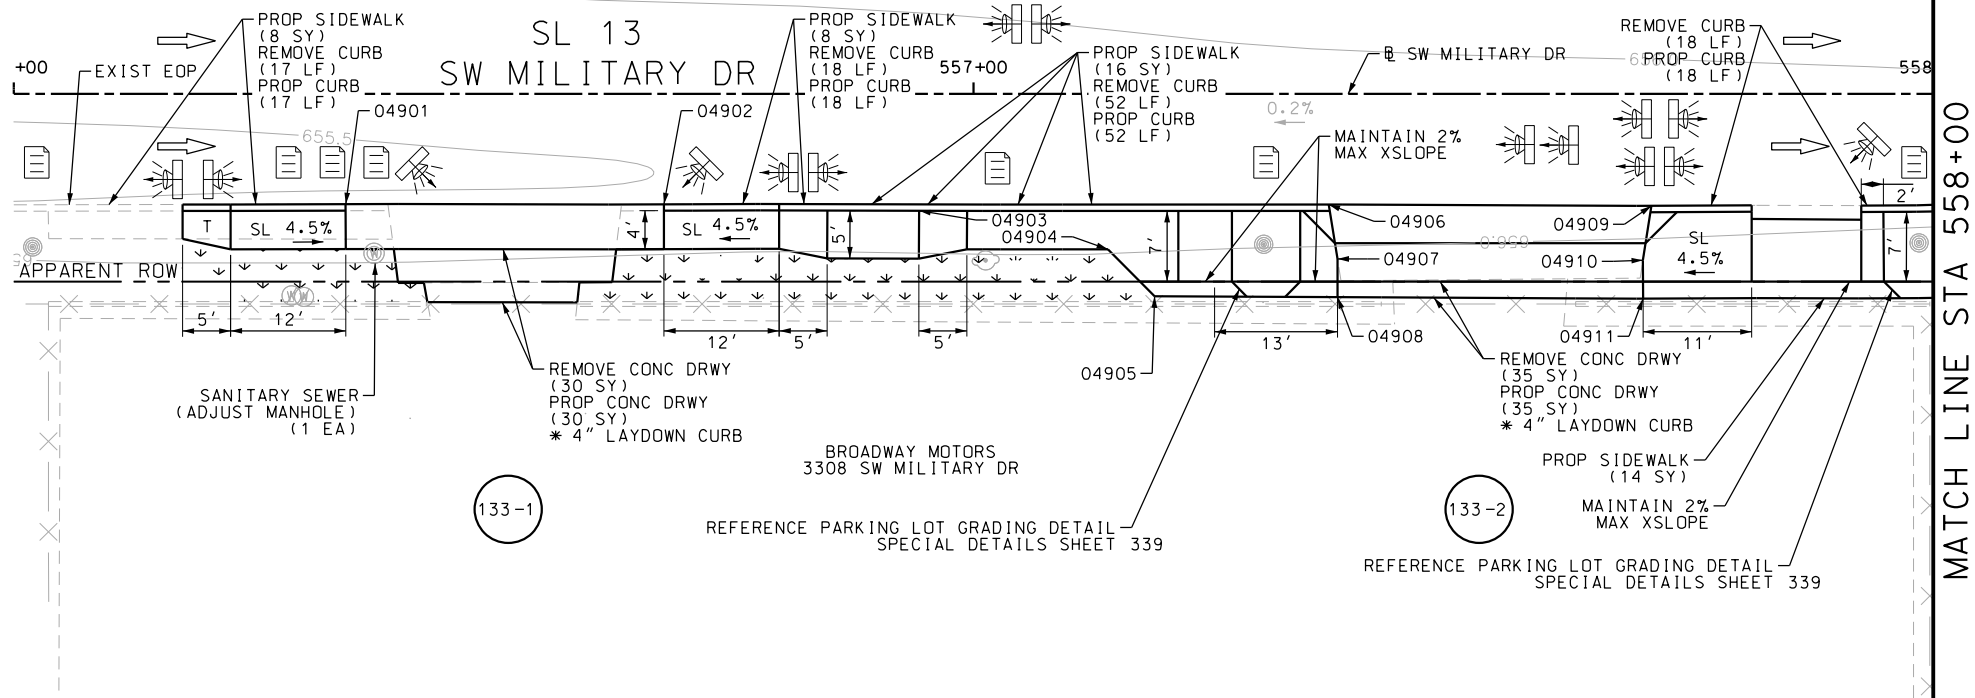 PROP SIDEWALK
(8 SY)
REMOVE CURB
(17 LF)
PROP CURB
(17 LF)
SL 13
SW MILITARY DR
PROP SIDEWALK
(8 SY)
REMOVE CURB
(18 LF)
PROP CURB
(18 LF)
PROP SIDEWALK
(16 SY)
REMOVE CURB
(52 LF)
PROP CURB
(52 LF)
REMOVE CURB
(18 LF)
PROP CURB
(18 LF)
+00
EXIST EOP
557+00
℄ SW MILITARY DR
558
04901
04902
0.2%
655.5
MAINTAIN 2%
MAX XSLOPE
T
SL 4.5%
4'
SL 4.5%
5'
04903
04904
7'
04906
04907
04909
04910
656.0
SL
4.5%
2'
7'
W
APPARENT ROW
W
W
5'
12'
12'
5'
5'
13'
04908
04911
11'
04905
SANITARY SEWER
(ADJUST MANHOLE)
(1 EA)
REMOVE CONC DRWY
(30 SY)
PROP CONC DRWY
(30 SY)
* 4" LAYDOWN CURB
REMOVE CONC DRWY
(35 SY)
PROP CONC DRWY
(35 SY)
* 4" LAYDOWN CURB
BROADWAY MOTORS
3308 SW MILITARY DR
PROP SIDEWALK
(14 SY)
133-1
133-2
MAINTAIN 2%
MAX XSLOPE
REFERENCE PARKING LOT GRADING DETAIL
SPECIAL DETAILS SHEET 339
REFERENCE PARKING LOT GRADING DETAIL
SPECIAL DETAILS SHEET 339
MATCH LINE STA 558+00